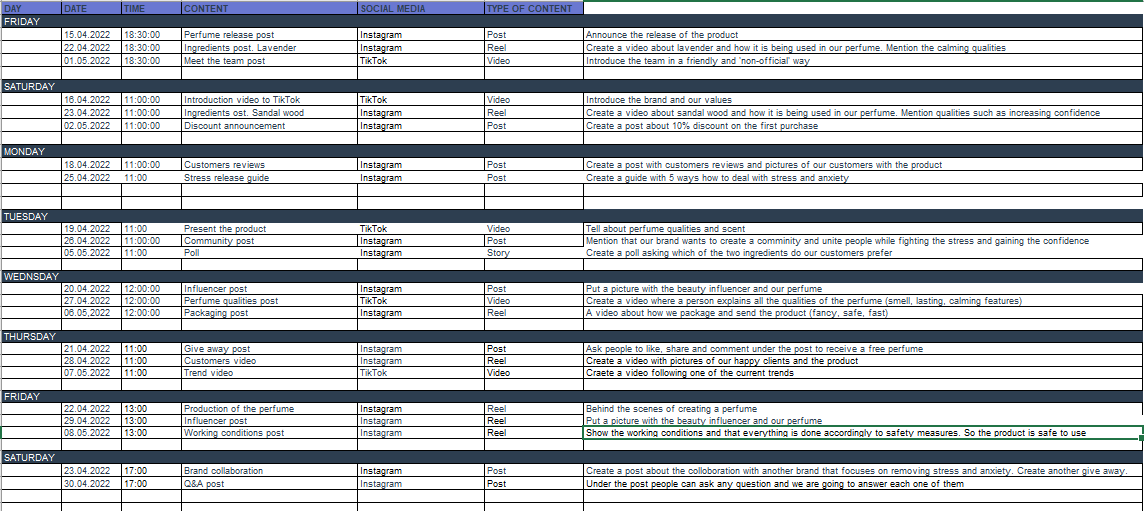 DAY DATE TIME CONTENT SOCIAL MEDIA TYPE OF CONTENT
FRIDAY
15.04.2022 18:30:00 Perfume release post Instagram Post Announce the release of the product
22.04.2022 18:30:00 Ingredients post. Lavender Instagram Reel Create a video about lavender and how it is being used in our perfume. Mention the calming qualities
01.05.2022 18:30:00 Meet the team post TikTok Video Introduce the team in a friendly and 'non-official' way
SATURDAY
16.04.2022 11:00:00 Introduction video to TikTok TikTok Video Introduce the brand and our values
23.04.2022 11:00:00 Ingredients ost. Sandal wood Instagram Reel Create a video about sandal wood and how it is being used in our perfume. Mention qualities such as increasing confidence
02.05.2022 11:00:00 Discount announcement Instagram Post Create a post about 10% discount on the first purchase
MONDAY
18.04.2022 11:00:00 Customers reviews Instagram Post Create a post with customers reviews and pictures of our customers with the product
25.04.2022 11:00 Stress release guide Instagram Post Create a guide with 5 ways how to deal with stress and anxiety
TUESDAY
19.04.2022 11:00 Present the product TikTok Video Tell about perfume qualities and scent
26.04.2022 11:00:00 Community post Instagram Post Mention that our brand wants to create a comminity and unite people while fighting the stress and gaining the confidence
05.05.2022 11:00 Poll Instagram Story Create a poll asking which of the two ingredients do our customers prefer
WEDNSDAY
20.04.2022 12:00:00 Influencer post Instagram Post Put a picture with the beauty influencer and our perfume
27.04.2022 12:00:00 Perfume qualities post TikTok Video Create a video where a person explains all the qualities of the perfume (smell, lasting, calming features)
06.05,2022 12:00:00 Packaging post Instagram Reel A video about how we package and send the product (fancy, safe, fast)
THURSDAY
21.04.2022 11:00 Give away post Instagram Post Ask people to like, share and comment under the post to receive a free perfume
28.04.2022 11:00 Customers video Instagram Reel Create a video with pictures of our happy clients and the product
07.05.2022 11:00 Trend video TikTok Video Craete a video following one of the current trends
FRIDAY
22.04.2022 13:00 Production of the perfume Instagram Reel Behind the scenes of creating a perfume
29.04.2022 13:00 Influencer post Instagram Reel Put a picture with the beauty influencer and our perfume
08.05.2022 13:00 Working conditions post Instagram Reel Show the working conditions and that everything is done accordingly to safety measures. So the product is safe to use
SATURDAY
23.04.2022 17:00 Brand collaboration Instagram Post Create a post about the colloboration with another brand that focuses on removing stress and anxiety. Create another give away.
30.04.2022 17:00 Q&A post Instagram Post Under the post people can ask any question and we are going to answer each one of them